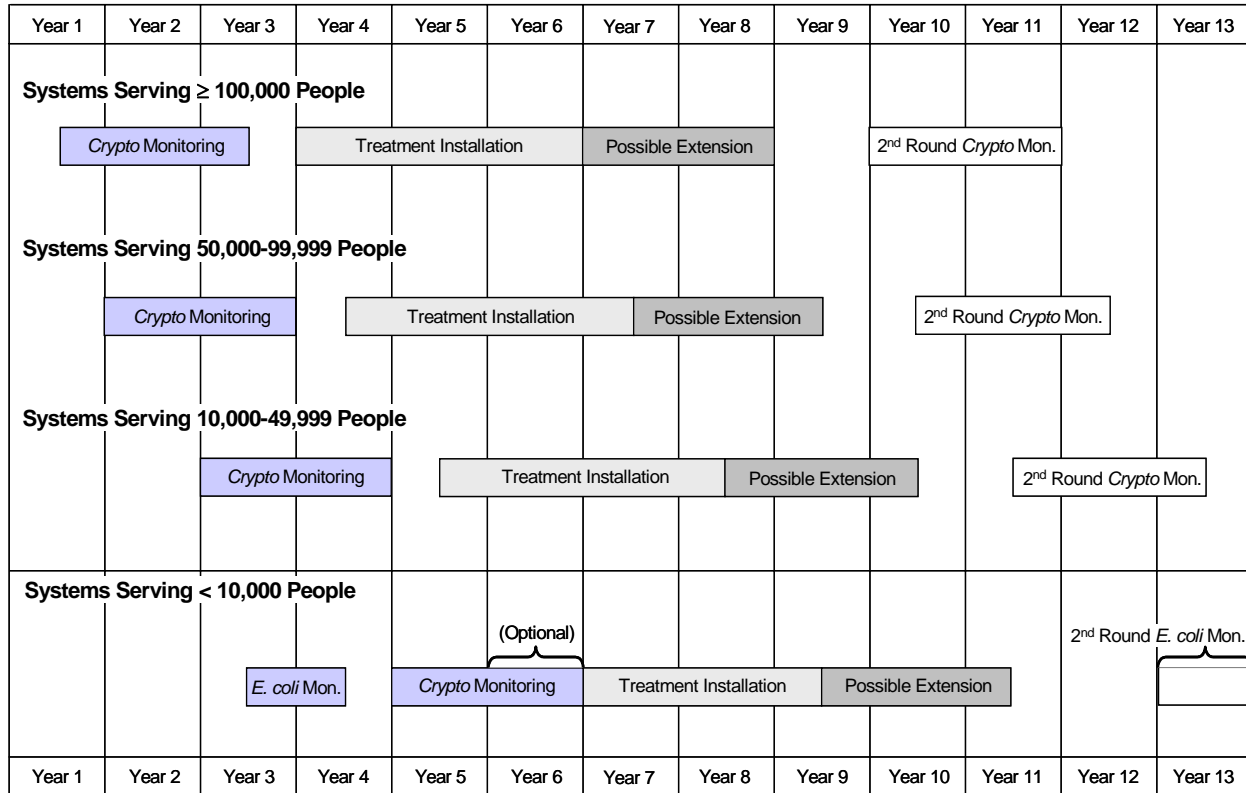 Year 1 Year 2 Year 3 Year 4 Year 5 Year 6 Year 7 Year 8 Year 9 Year 10 Year 11 Year 12 Year 13
Systems Serving ≥ 100,000 People
Crypto Monitoring Treatment Installation Possible Extension 2nd Round Crypto Mon.
Systems Serving 50,000-99,999 People
Crypto Monitoring Treatment Installation Possible Extension 2nd Round Crypto Mon.
Systems Serving 10,000-49,999 People
Crypto Monitoring Treatment Installation Possible Extension 2nd Round Crypto Mon.
Systems Serving < 10,000 People
(Optional) 2nd Round E. coli Mon.
E. coli Mon. Crypto Monitoring Treatment Installation Possible Extension
Year 1 Year 2 Year 3 Year 4 Year 5 Year 6 Year 7 Year 8 Year 9 Year 10 Year 11 Year 12 Year 13